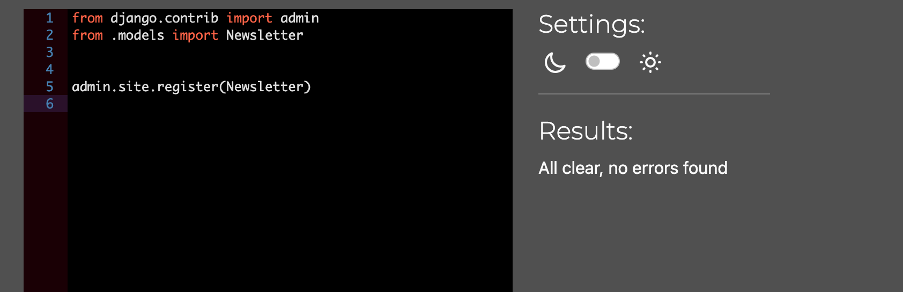 1 from django.contrib import admin
2 from .models import Newsletter
3
4
5 admin.site.register(Newsletter)
6
Settings:
Results:
All clear, no errors found